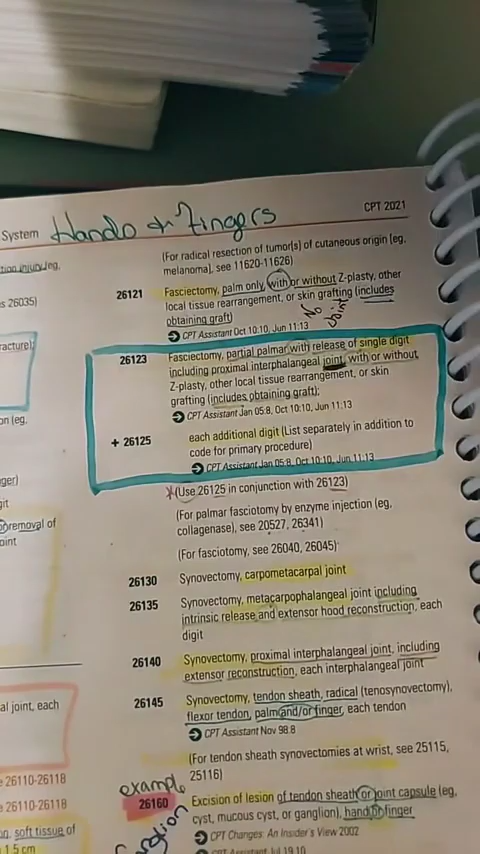 System Hands & Fingers CPT 2021
(For radical resection of tumor[s] of cutaneous origin [eg,
melanoma], see 11620-11626)
26121 Fasciectomy, palm only, with or without Z-plasty, other
local tissue rearrangement, or skin grafting (includes
obtaining graft)
No joint
CPT Assistant Oct 10:10, Jun 11:13
26123 Fasciectomy, partial palmar with release of single digit
including proximal interphalangeal joint, with or without
Z-plasty, other local tissue rearrangement, or skin
grafting (includes obtaining graft);
CPT Assistant Jan 05:8, Oct 10:10, Jun 11:13
+ 26125 each additional digit (List separately in addition to
code for primary procedure)
CPT Assistant Jan 05:8, Oct 10:10, Jun 11:13
*(Use 26125 in conjunction with 26123)
(For palmar fasciotomy by enzyme injection (eg,
collagenase), see 20527, 26341)
(For fasciotomy, see 26040, 26045)
26130 Synovectomy, carpometacarpal joint
26135 Synovectomy, metacarpophalangeal joint including
intrinsic release and extensor hood reconstruction, each
digit
26140 Synovectomy, proximal interphalangeal joint, including
extensor reconstruction, each interphalangeal joint
26145 Synovectomy, tendon sheath, radical (tenosynovectomy),
flexor tendon, palm and/or finger, each tendon
CPT Assistant Nov 98:8
(For tendon sheath synovectomies at wrist, see 25115,
25116)
example
26160 Excision of lesion of tendon sheath or joint capsule (eg,
cyst, mucous cyst, or ganglion), hand or finger
CPT Changes: An Insider's View 2002
CPT Assistant Jul 19:10
tion injury [eg,
26035)
racture);
on (eg,
ger)
git
removal of
oint
al joint, each
26110-26118
26110-26118
soft tissue of
1.5 cm